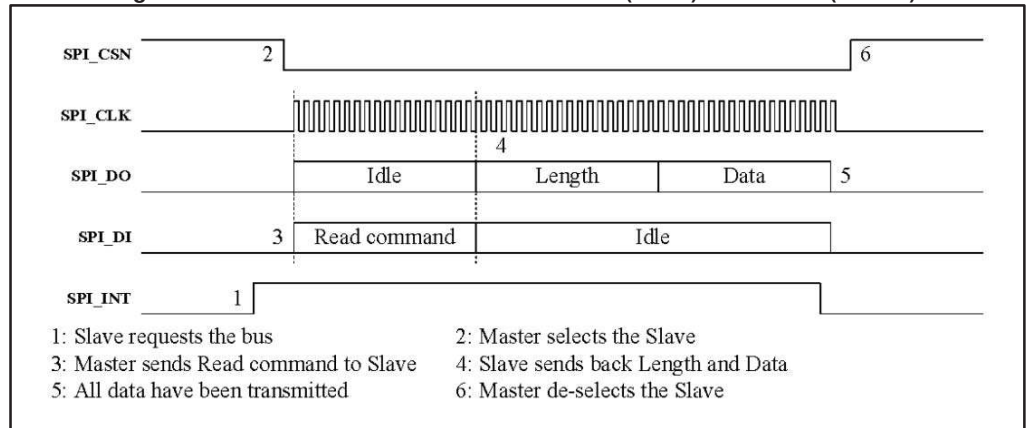 SPI_CSN 2 6
SPI_CLK
4
SPI_DO Idle Length Data 5
SPI_DI 3 Read command Idle
SPI_INT 1
1: Slave requests the bus 2: Master selects the Slave
3: Master sends Read command to Slave 4: Slave sends back Length and Data
5: All data have been transmitted 6: Master de-selects the Slave